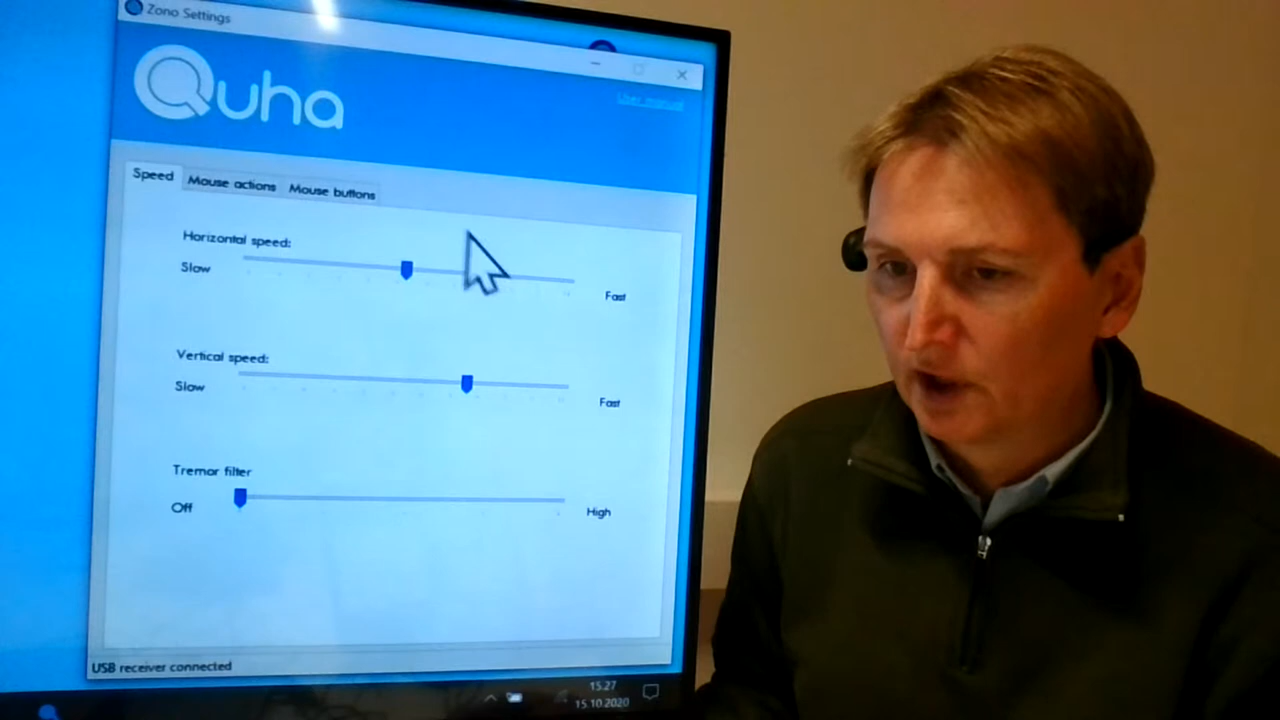 Zono Settings
Quha
User manual
Speed
Mouse actions
Mouse buttons
Horizontal speed:
Slow
Fast
Vertical speed:
Slow
Fast
Tremor filter
Off
High
USB receiver connected
15.27
15.10.2020